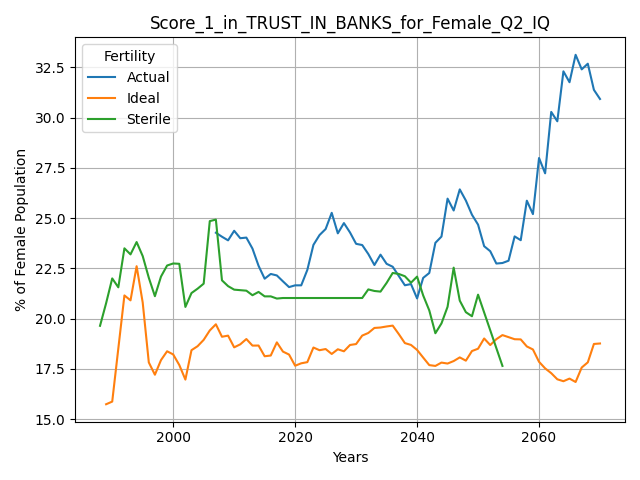 Score_1_in_TRUST_IN_BANKS_for_Female_Q2_IQ
Fertility
Actual
Ideal
Sterile
% of Female Population
32.5
30.0
27.5
25.0
22.5
20.0
17.5
15.0
2000
2020
2040
2060
Years